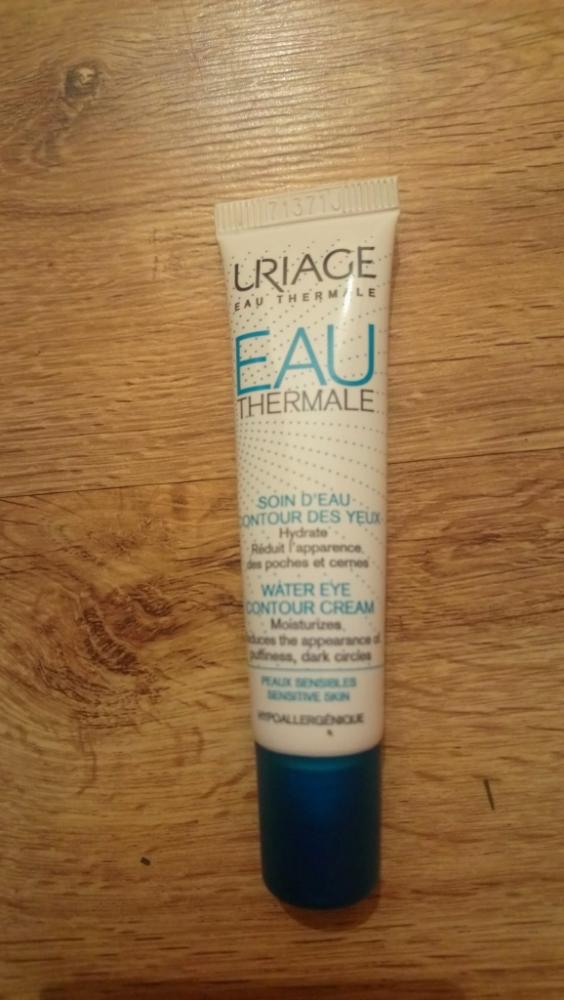 713713
URIAGE
EAU THERMALE
EAU
THERMALE
SOIN D'EAU
CONTOUR DES YEUX
Hydrate
Réduit l'apparence
des poches et cernes
WATER EYE
CONTOUR CREAM
Moisturizes
reduces the appearance of
puffiness, dark circles
PEAUX SENSIBLES
SENSITIVE SKIN
HYPOALLERGÉNIQUE